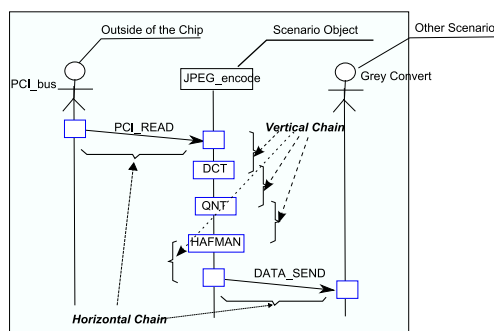 Outside of the Chip
Scenario Object
Other Scenario
PCI_bus
JPEG_encode
Grey Convert
PCI_READ
Vertical Chain
DCT
QNT
HAFMAN
DATA_SEND
Horizontal Chain